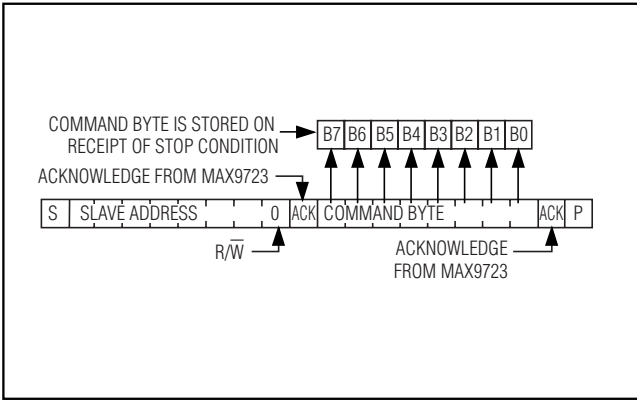 COMMAND BYTE IS STORED ON
RECEIPT OF STOP CONDITION
B7 B6 B5 B4 B3 B2 B1 B0
ACKNOWLEDGE FROM MAX9723
S SLAVE ADDRESS 0 ACK COMMAND BYTE ACK P
R/W̅
ACKNOWLEDGE
FROM MAX9723